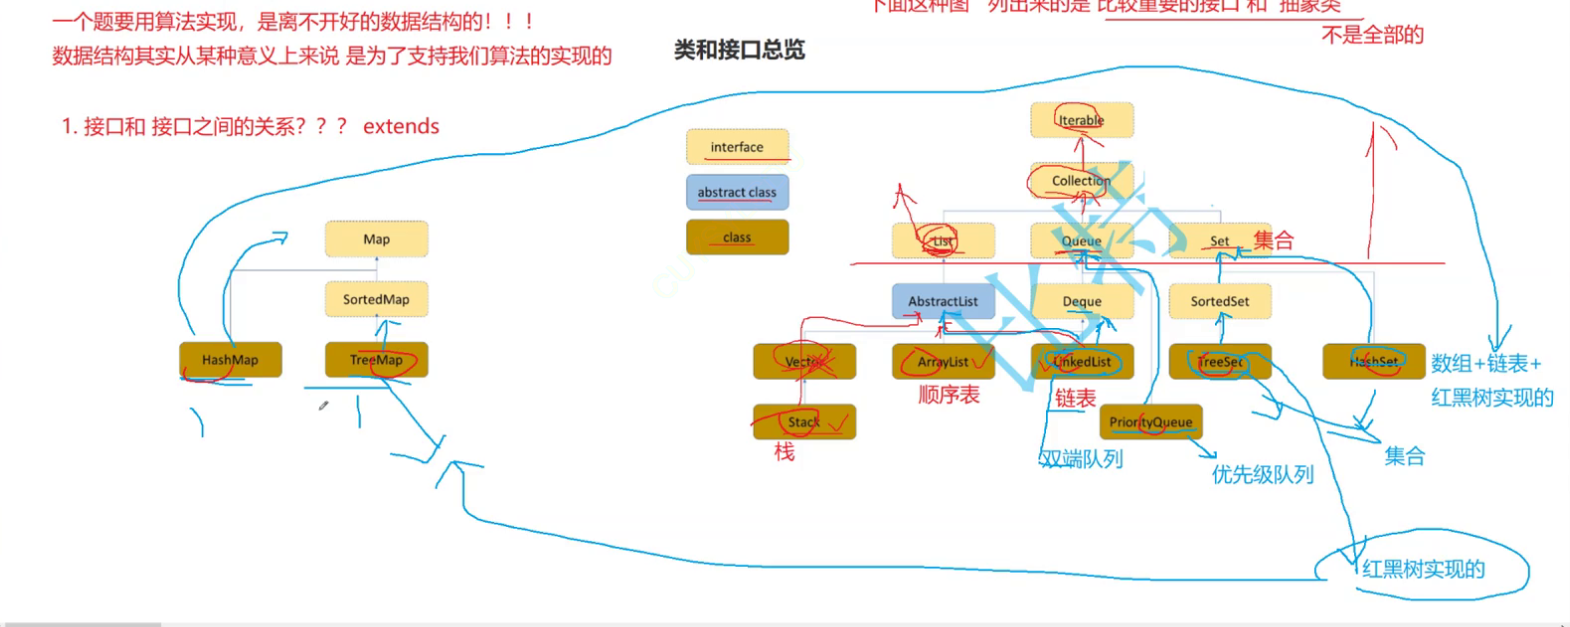 下面这种图 列出来的是 比较重要的接口 和 抽象类
不是全部的
一个题要用算法实现，是离不开好的数据结构的！！！
数据结构其实从某种意义上来说 是为了支持我们算法的实现的
类和接口总览
1. 接口和 接口之间的关系？？？ extends
interface
abstract class
class
Iterable
Collection
List
Queue
Set
集合
Map
SortedMap
HashMap
TreeMap
AbstractList
Deque
SortedSet
Vector
ArrayList
LinkedList
TreeSet
HashSet
数组+链表+
红黑树实现的
顺序表
链表
Stack
PriorityQueue
栈
双端队列
优先级队列
集合
红黑树实现的
比特